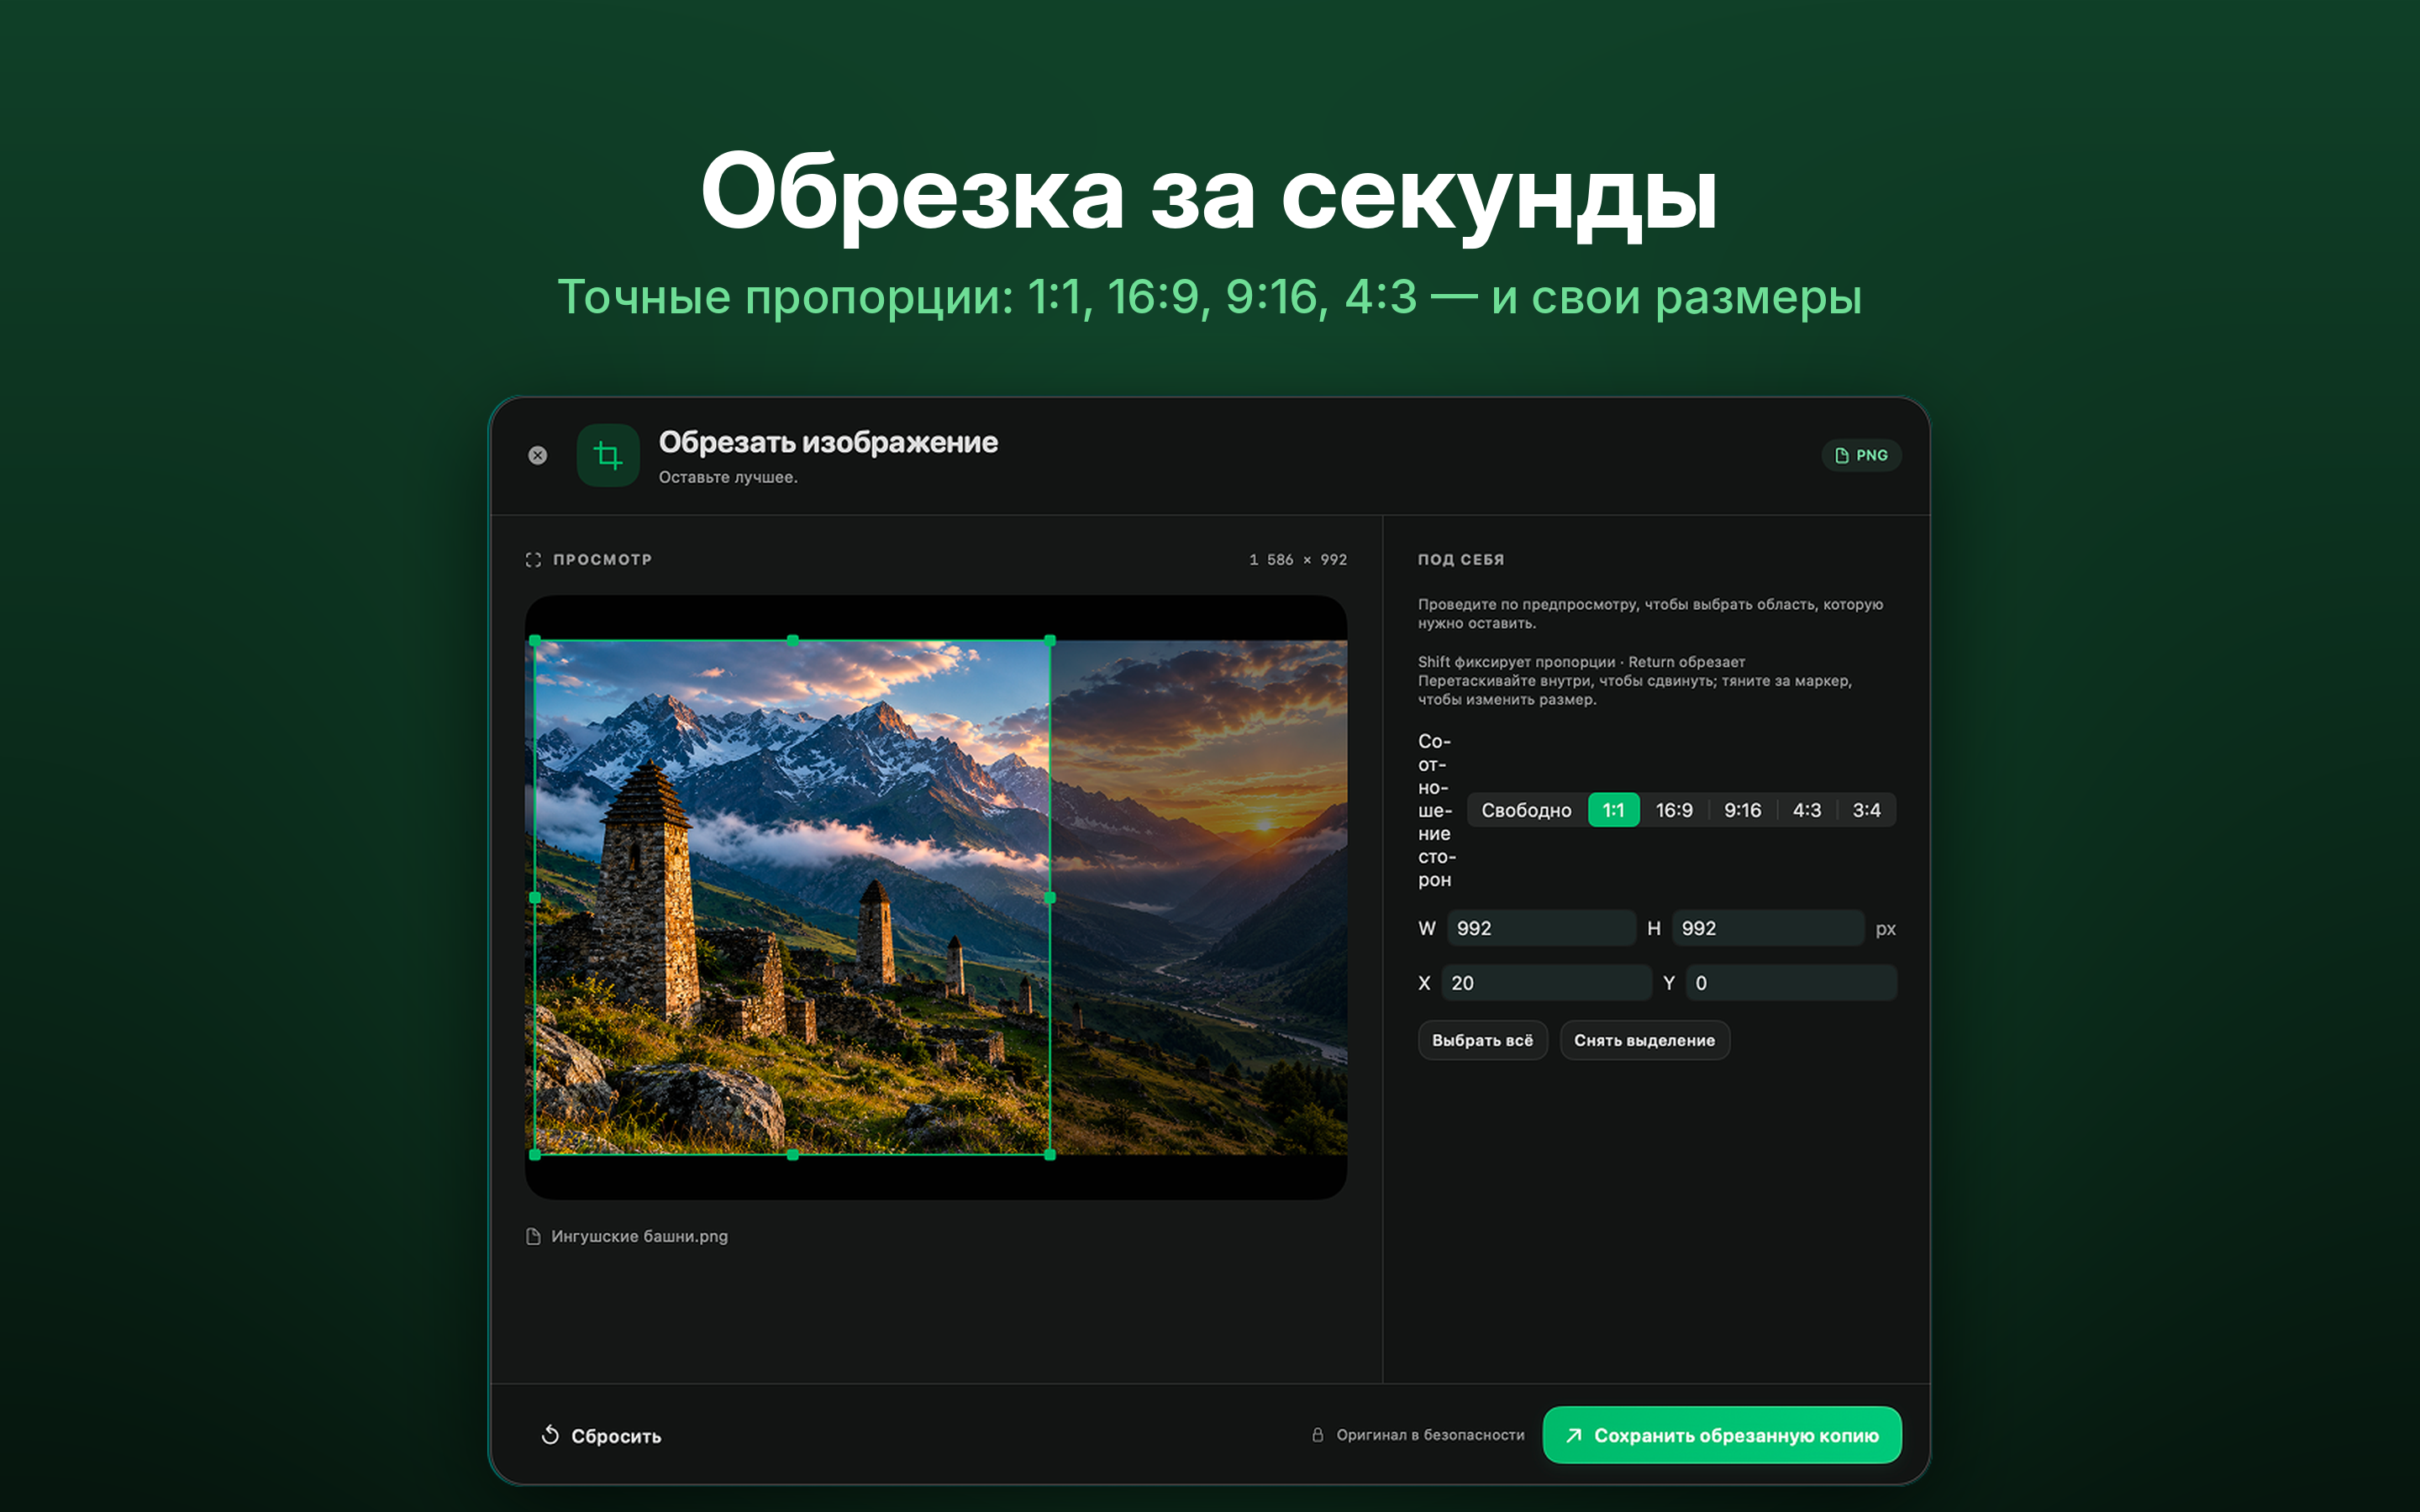 Обрезка за секунды
Точные пропорции: 1:1, 16:9, 9:16, 4:3 — и свои размеры
Обрезать изображение
Оставьте лучшее.
PNG
ПРОСМОТР
1 586 × 992
Ингушские башни.png
ПОД СЕБЯ
Проведите по предпросмотру, чтобы выбрать область, которую
нужно оставить.
Shift фиксирует пропорции · Return обрезает
Перетаскивайте внутри, чтобы сдвинуть; тяните за маркер,
чтобы изменить размер.
Со-
от-
но-
ше-
ние
сто-
рон
Свободно 1:1 16:9 9:16 4:3 3:4
W 992 H 992 px
X 20 Y 0
Выбрать всё Снять выделение
Сбросить
Оригинал в безопасности
Сохранить обрезанную копию